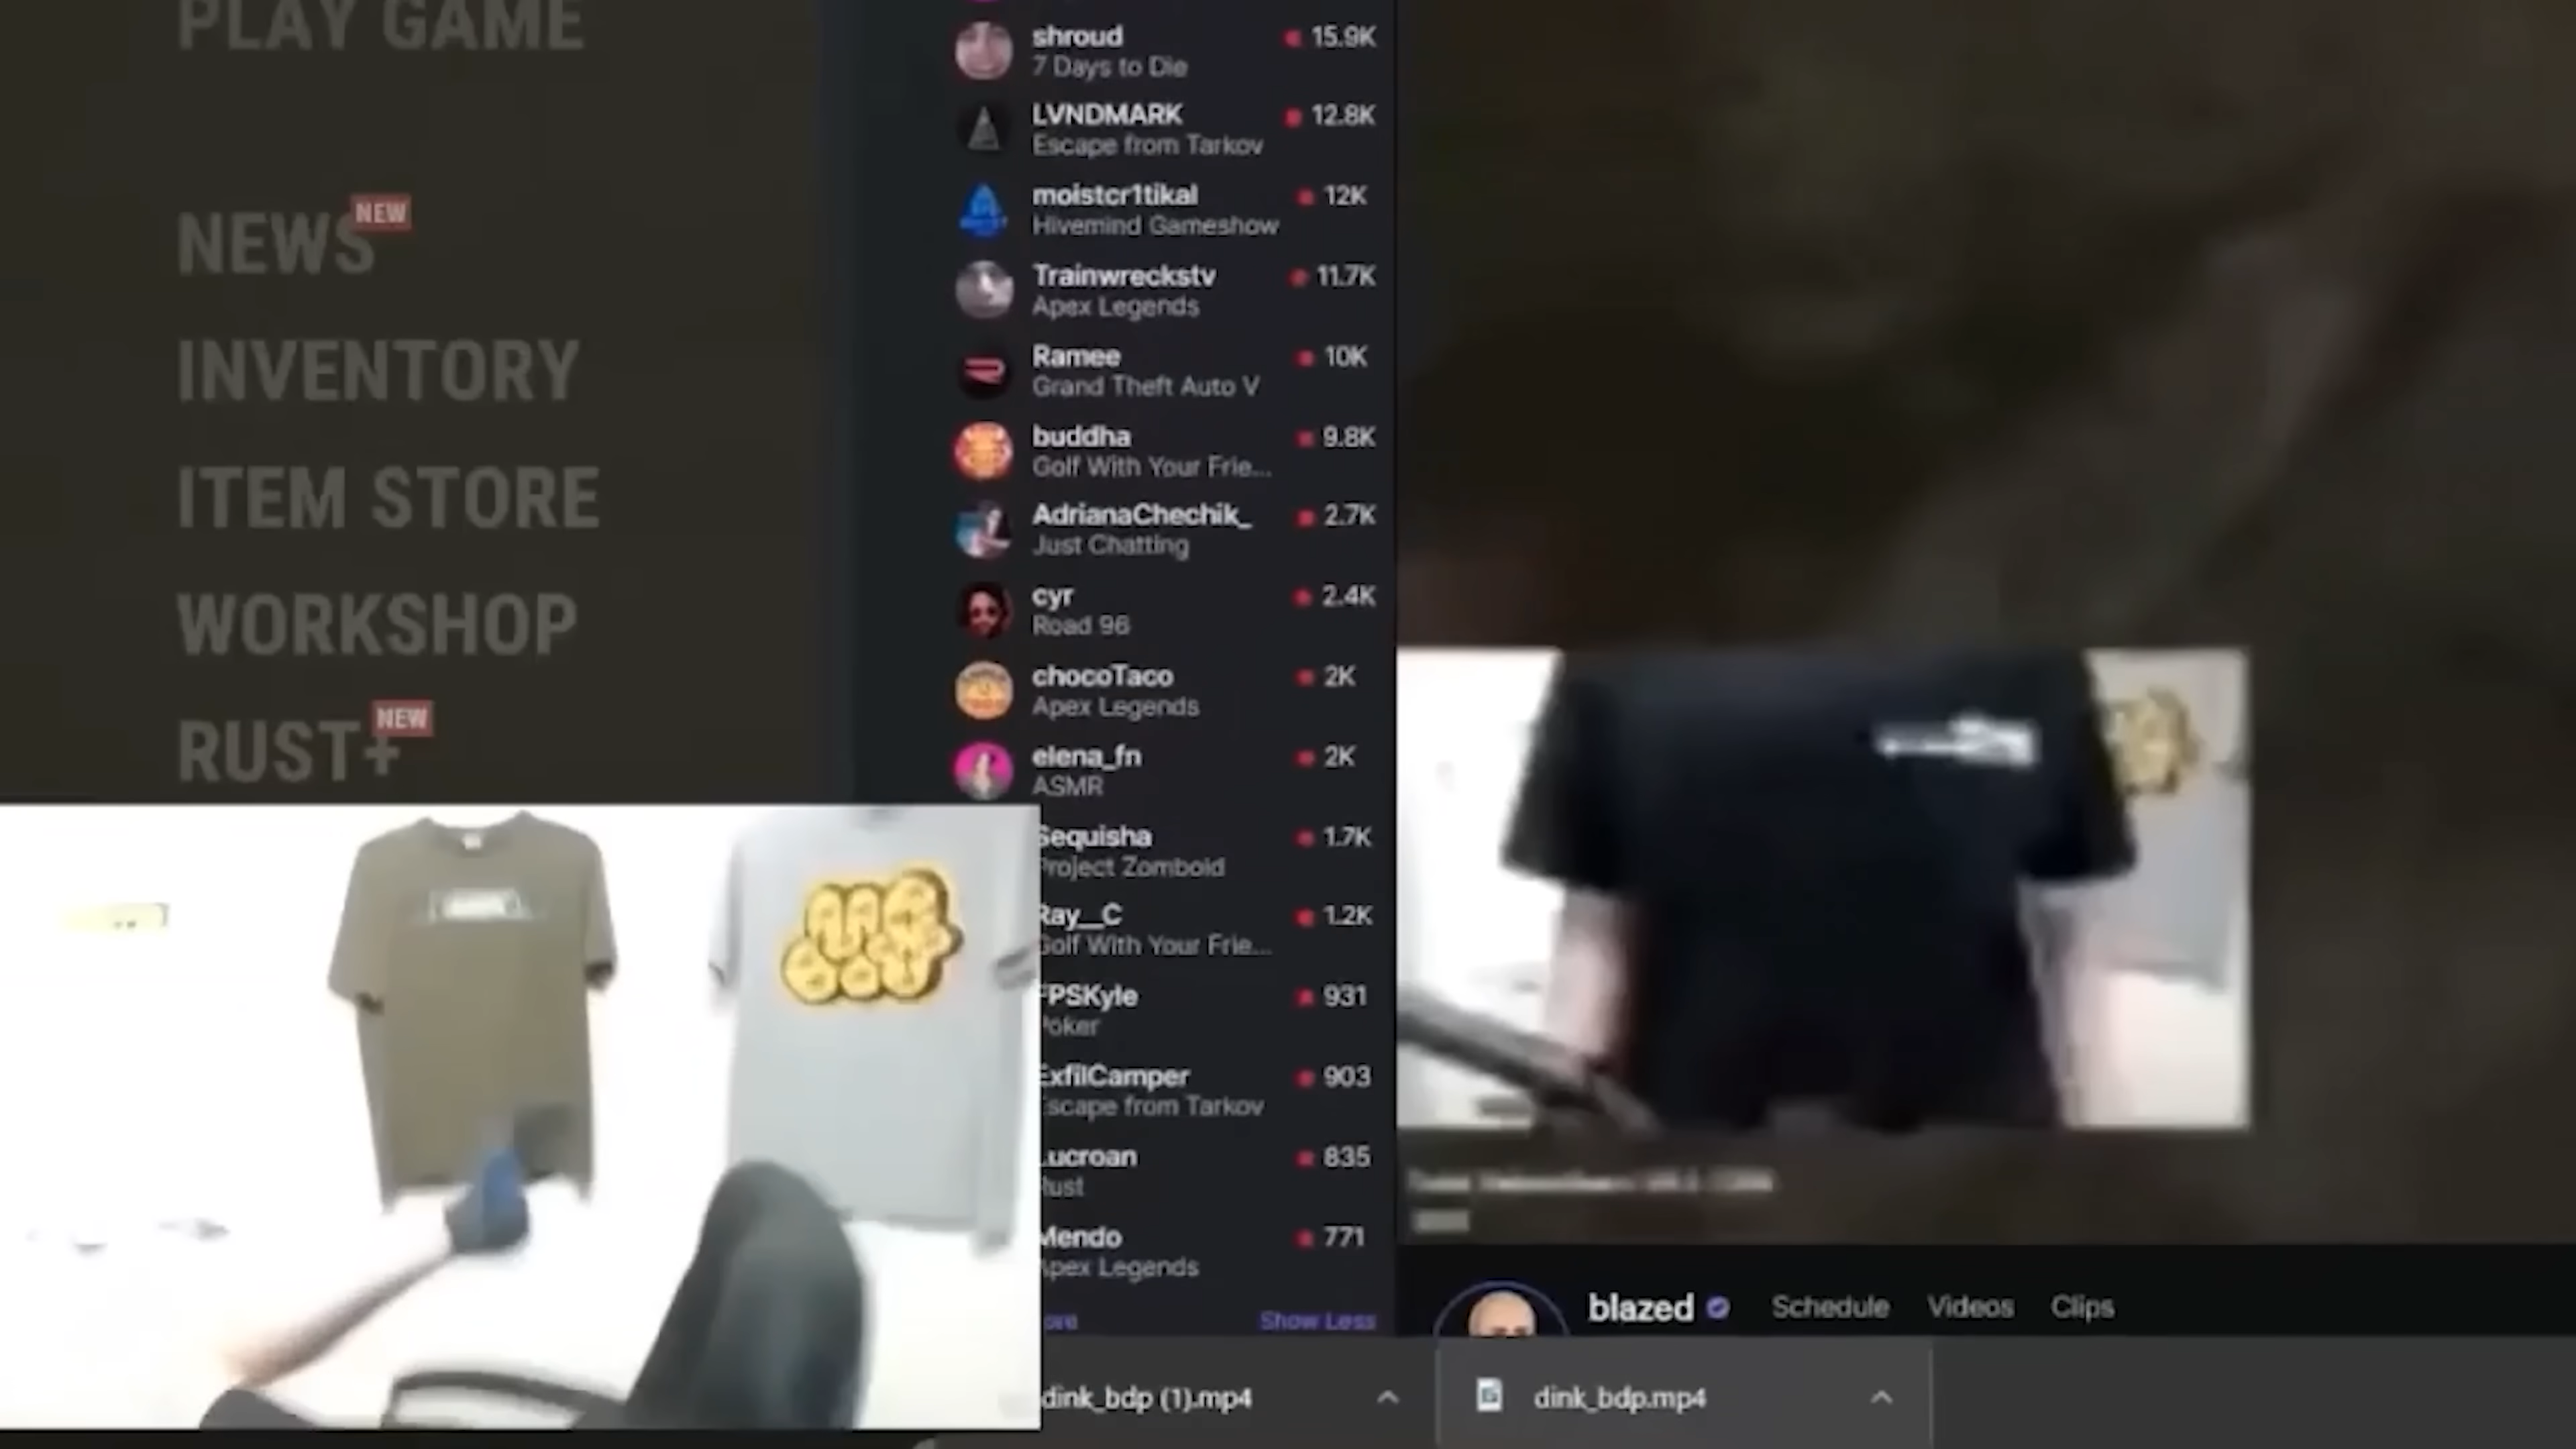 PLAY GAME
NEWS
NEW
INVENTORY
ITEM STORE
WORKSHOP
RUST+
NEW
shroud
15.9K
7 Days to Die
LVNDMARK
12.8K
Escape from Tarkov
moistcr1tikal
12K
Hivemind Gameshow
Trainwreckstv
11.7K
Apex Legends
Ramee
10K
Grand Theft Auto V
buddha
9.8K
Golf With Your Frie...
AdrianaChechik_
2.7K
Just Chatting
cyr
2.4K
Road 96
chocoTaco
2K
Apex Legends
elena_fn
2K
ASMR
Sequisha
1.7K
Project Zomboid
Ray__C
1.2K
Golf With Your Frie...
FPSKyle
931
Poker
ExfilCamper
903
Escape from Tarkov
Lucroan
835
Rust
Mendo
771
Apex Legends
Show Less
blazed
Schedule
Videos
Clips
dink_bdp (1).mp4
dink_bdp.mp4